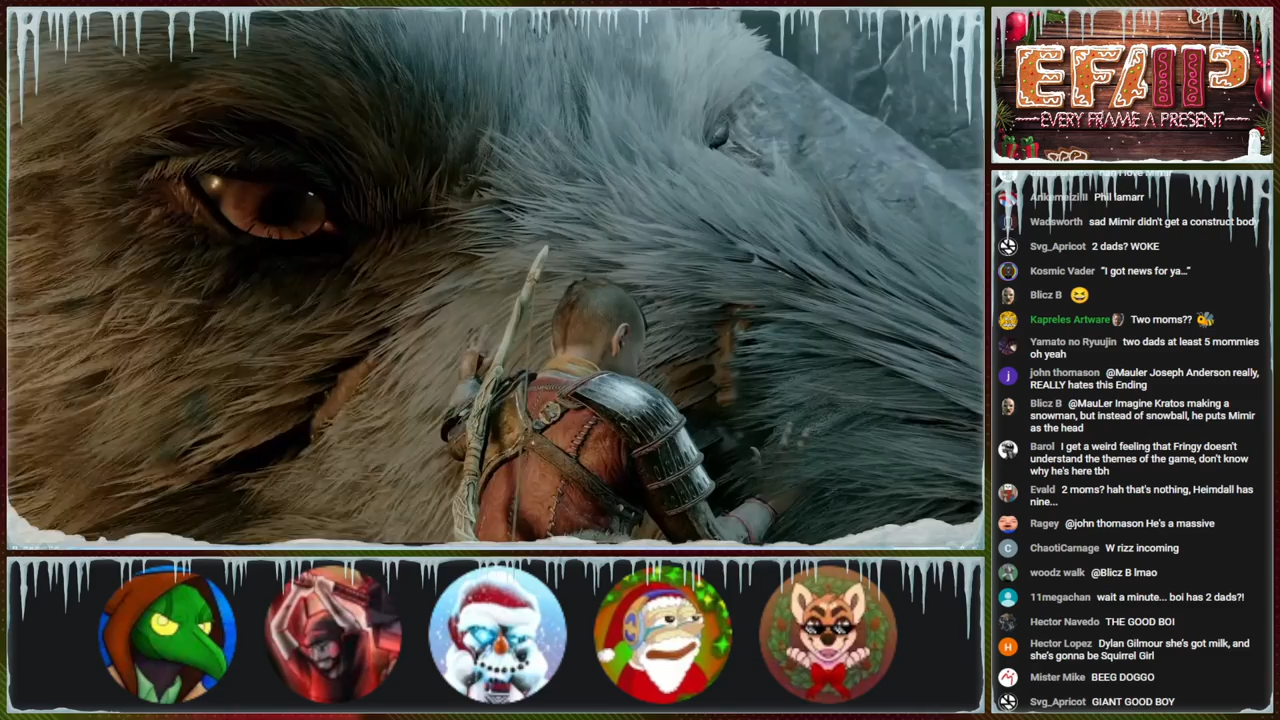 EFAP
EVERY FRAME A PRESENT
Phil lamarr
Wadsworth sad Mimir didn't get a construct body
Svg_Apricot 2 dads? WOKE
Kosmic Vader “I got news for ya...”
Blicz B
Kapreles Artware Two moms??
Yamato no Ryuujin two dads at least 5 mommies
oh yeah
john thomason @Mauler Joseph Anderson really,
REALLY hates this Ending
Blicz B @MauLer Imagine Kratos making a
snowman, but instead of snowball, he puts Mimir
as the head
Barol I get a weird feeling that Fringy doesn't
understand the themes of the game, don't know
why he's here tbh
Evald 2 moms? hah that's nothing, Heimdall has
nine...
Ragey @john thomason He's a massive
C ChaotiCarnage W rizz incoming
woodz walk @Blicz B lmao
11megachan wait a minute... boi has 2 dads?!
Hector Navedo THE GOOD BOI
H Hector Lopez Dylan Gilmour she's got milk, and
she's gonna be Squirrel Girl
Mister Mike BEEG DOGGO
Svg_Apricot GIANT GOOD BOY